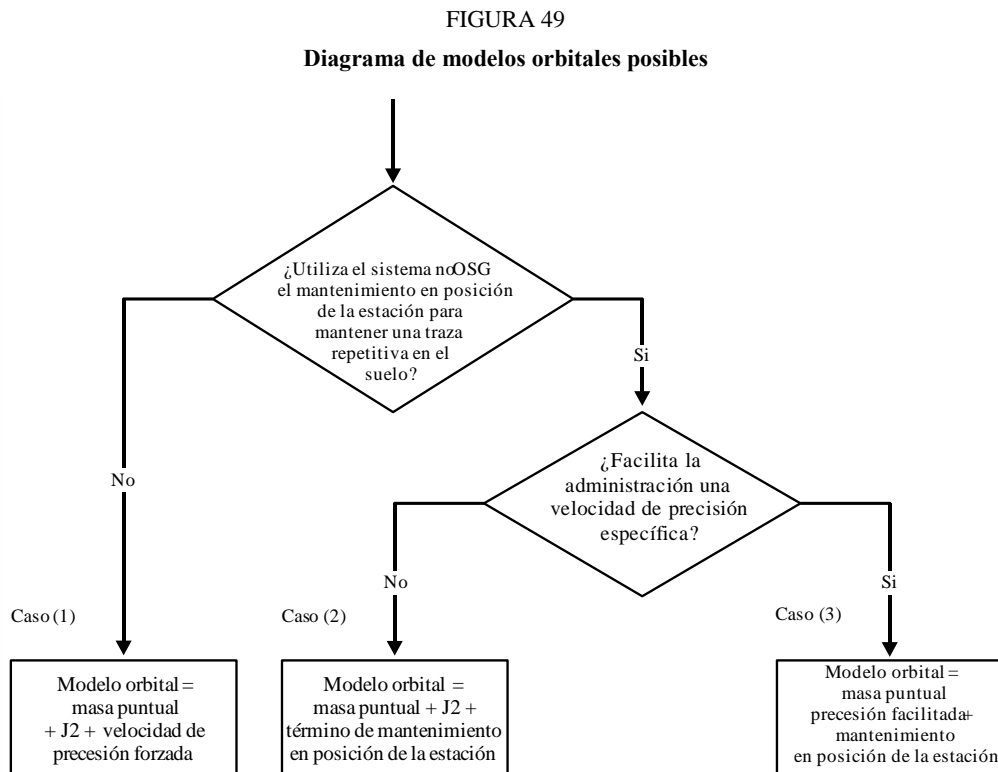 FIGURA 49
Diagrama de modelos orbitales posibles
¿Utiliza el sistema noOSG
el mantenimiento en posición
de la estación para
mantener una traza
repetitiva en el
suelo?
No
Si
¿Facilita la
administración una
velocidad de precisión
específica?
No
Si
Caso (1)
Caso (2)
Caso (3)
Modelo orbital =
masa puntual
+ J2 + velocidad de
precesión forzada
Modelo orbital =
masa puntual + J2 +
término de mantenimiento
en posición de la estación
Modelo orbital =
masa puntual
precesión facilitada+
mantenimiento
en posición de la estación